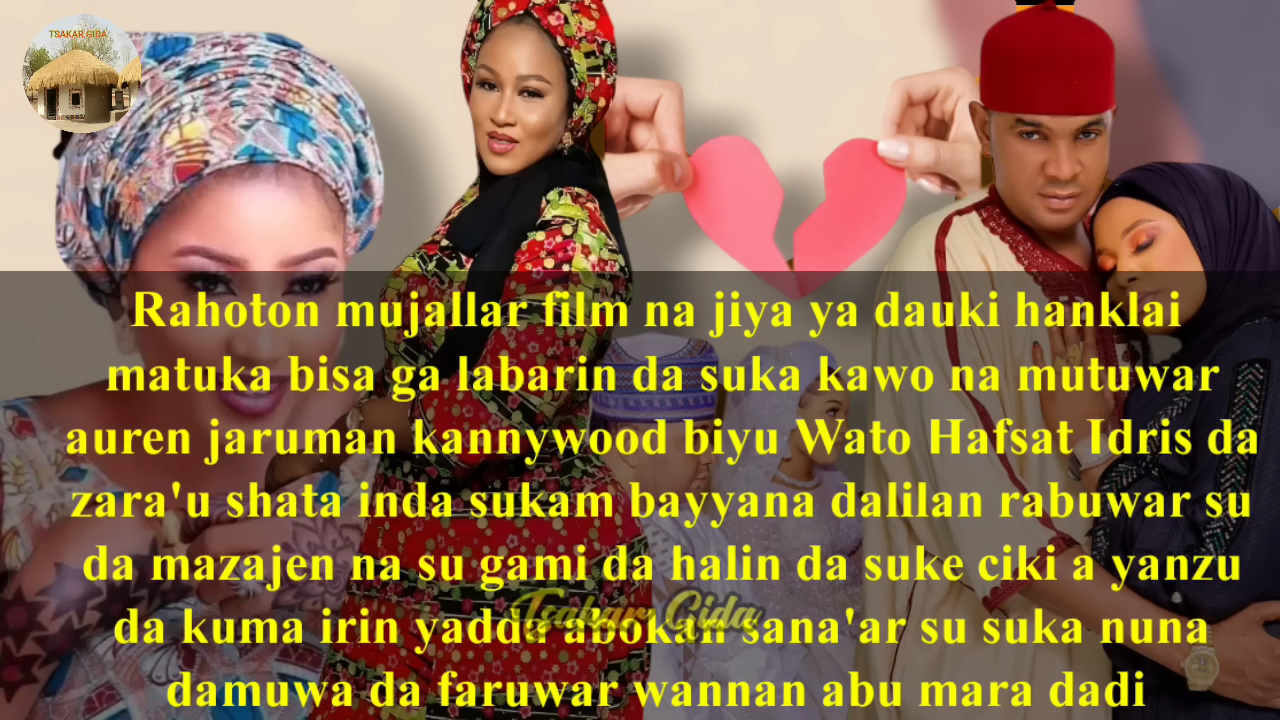 TSAKAR GIDA
Rahoton mujallar film na jiya ya dauki hanklai
matuka bisa ga labarin da suka kawo na mutuwar
auren jaruman kannywood biyu Wato Hafsat Idris da
zara'u shata inda sukam bayyana dalilan rabuwar su
da mazajen na su gami da halin da suke ciki a yanzu
da kuma irin yadda abokan sana'ar su suka nuna
Tsakar Gida
damuwa da faruwar wannan abu mara dadi